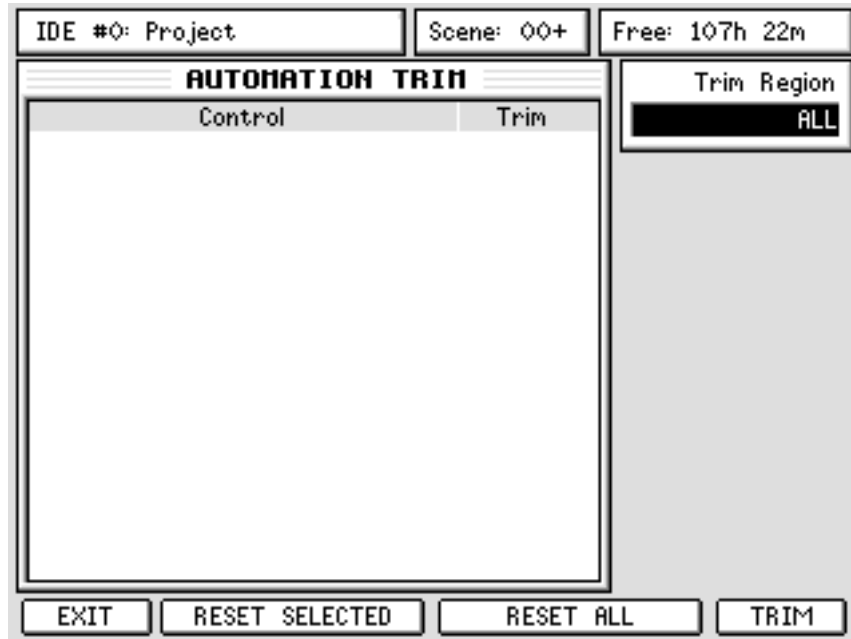 IDE #0: Project
Scene: 00+
Free: 107h 22m
AUTOMATION TRIM
Control
Trim
Trim Region
ALL
EXIT
RESET SELECTED
RESET ALL
TRIM